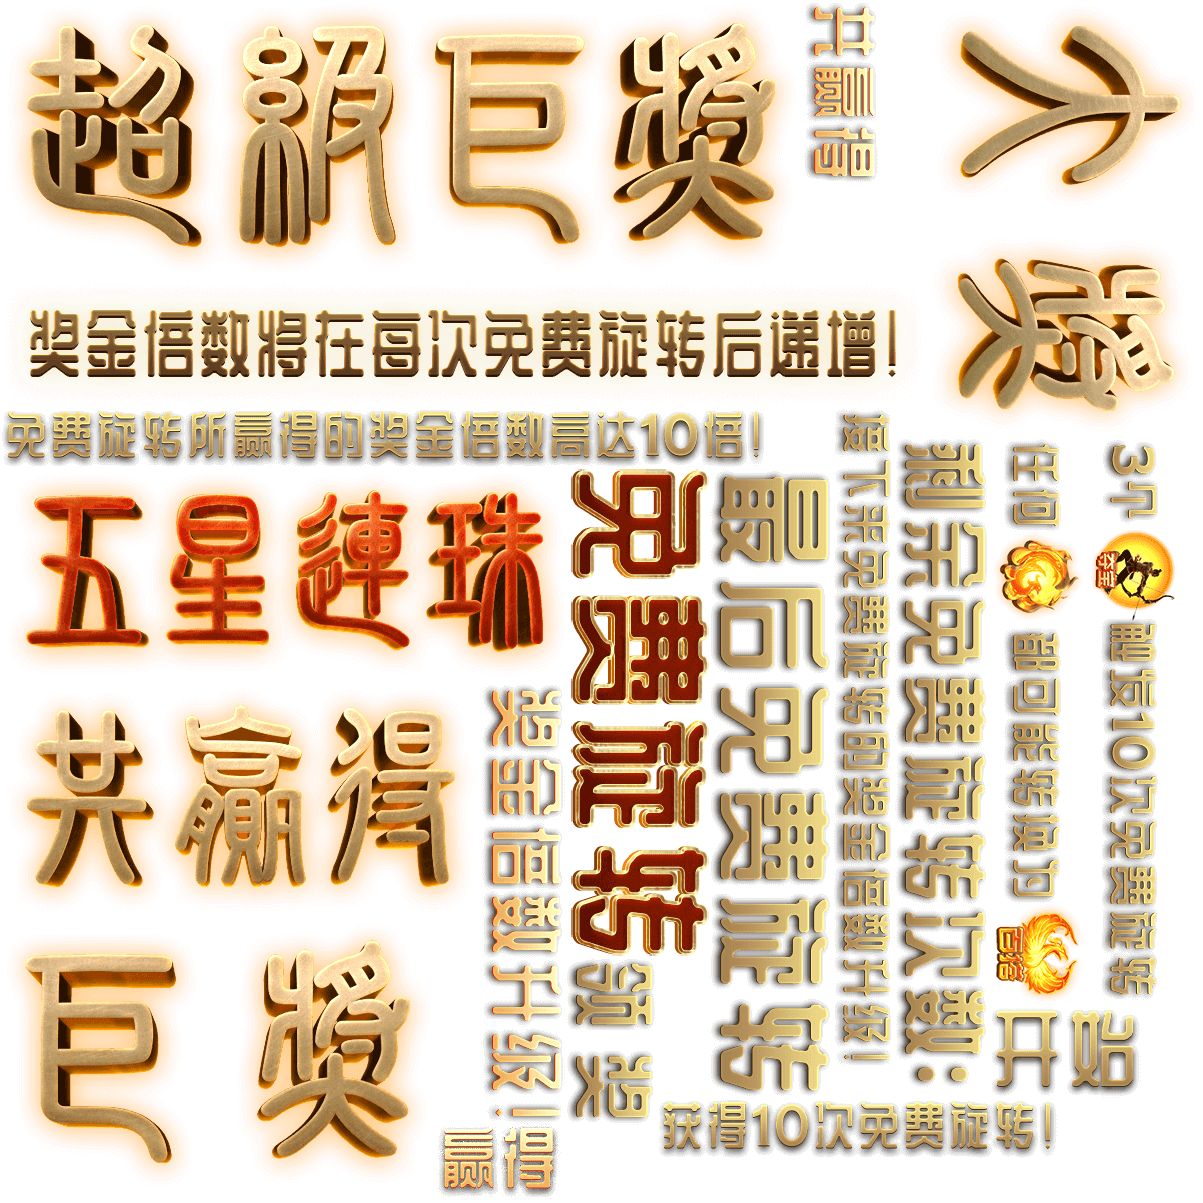 超級巨獎
共赢得
大獎
奖金倍数将在每次免费旋转后递增!
免费旋转所赢得的奖金倍数高达10倍!
五星連珠
共贏得
巨獎
奖金倍数升级!
免费旋转
领奖
最后免费旋转
接下来免费旋转的奖金倍数升级!
剩余免费旋转次数:
任何 都可能转换为 百搭
3个 夺宝 触发10次免费旋转
获得10次免费旋转!
赢得